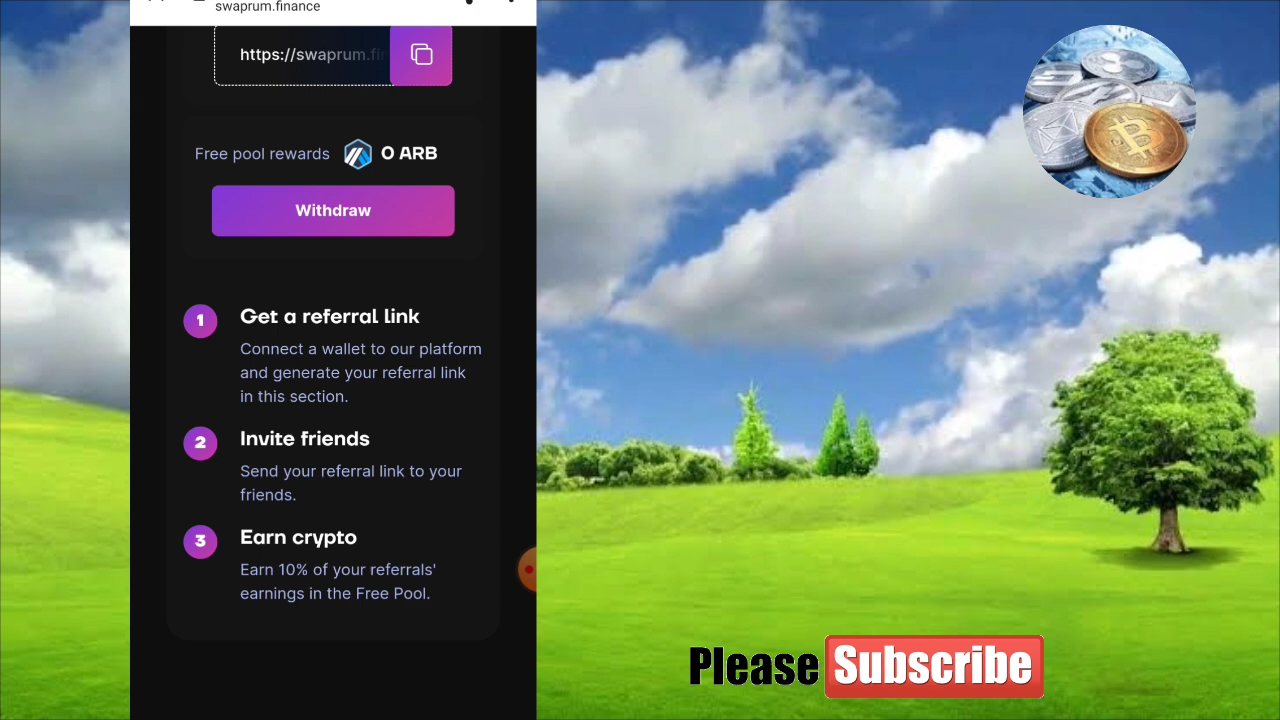 swaprum.finance
https://swaprum.fin
Free pool rewards 0 ARB
Withdraw
1 Get a referral link
Connect a wallet to our platform
and generate your referral link
in this section.
2 Invite friends
Send your referral link to your
friends.
3 Earn crypto
Earn 10% of your referrals'
earnings in the Free Pool.
Please Subscribe